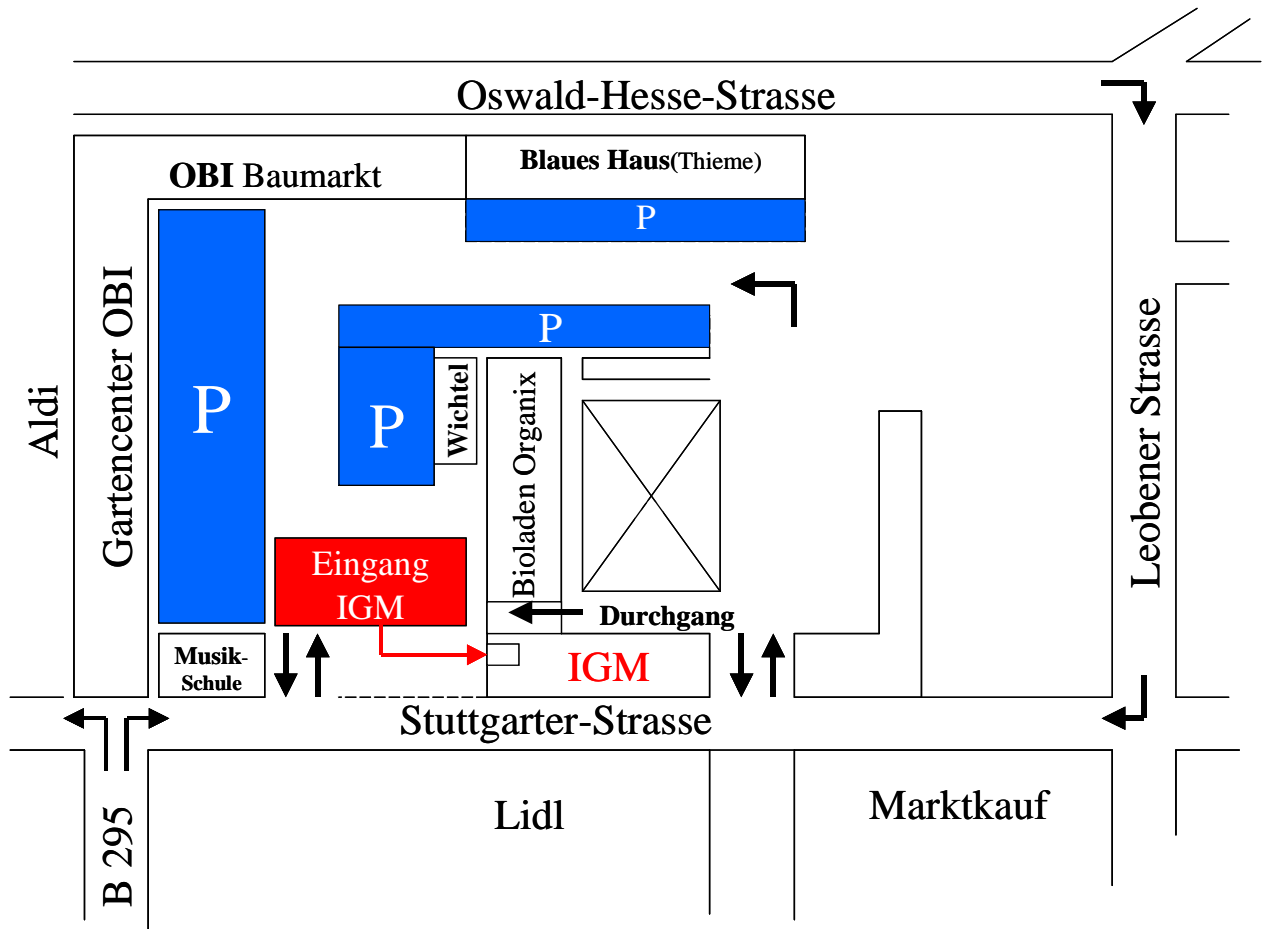 Oswald-Hesse-Strasse
Blaues Haus(Thieme)
OBI Baumarkt
P
P
P
P
Wichtel
Bioladen Organix
Gartencenter OBI
Aldi
Leobener Strasse
Eingang
IGM
Durchgang
Musik-
Schule
IGM
Stuttgarter-Strasse
Lidl
Marktkauf
B 295